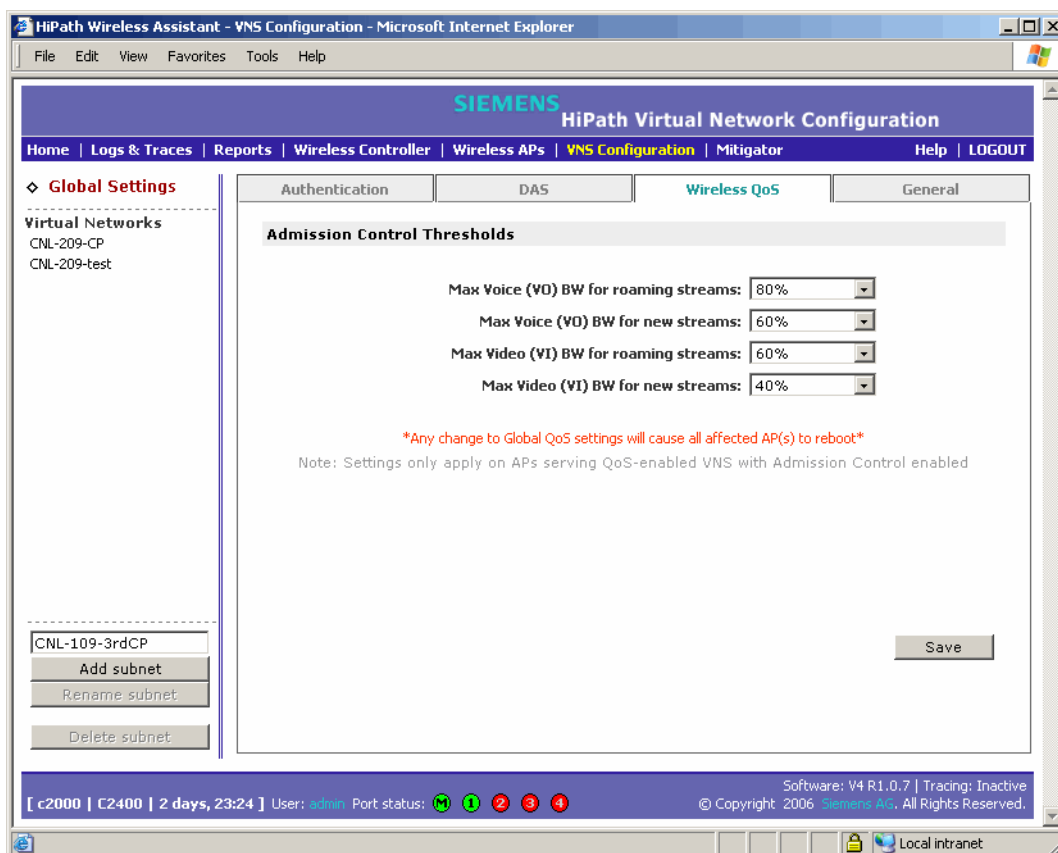 HiPath Wireless Assistant - VNS Configuration - Microsoft Internet Explorer
File Edit View Favorites Tools Help
SIEMENS
HiPath Virtual Network Configuration
Home | Logs & Traces | Reports | Wireless Controller | Wireless APs | VNS Configuration | Mitigator Help | LOGOUT
Global Settings
Virtual Networks
CNL-209-CP
CNL-209-test
Authentication DAS Wireless QoS General
Admission Control Thresholds
Max Voice (VO) BW for roaming streams: 80%
Max Voice (VO) BW for new streams: 60%
Max Video (VI) BW for roaming streams: 60%
Max Video (VI) BW for new streams: 40%
*Any change to Global QoS settings will cause all affected AP(s) to reboot*
Note: Settings only apply on APs serving QoS-enabled VNS with Admission Control enabled
CNL-109-3rdCP
Add subnet
Rename subnet
Delete subnet
Save
[ c2000 | C2400 | 2 days, 23:24 ] User: admin Port status: M 1 2 3 4
Software: V4 R1.0.7 | Tracing: Inactive
© Copyright 2006 Siemens AG. All Rights Reserved.
Local intranet